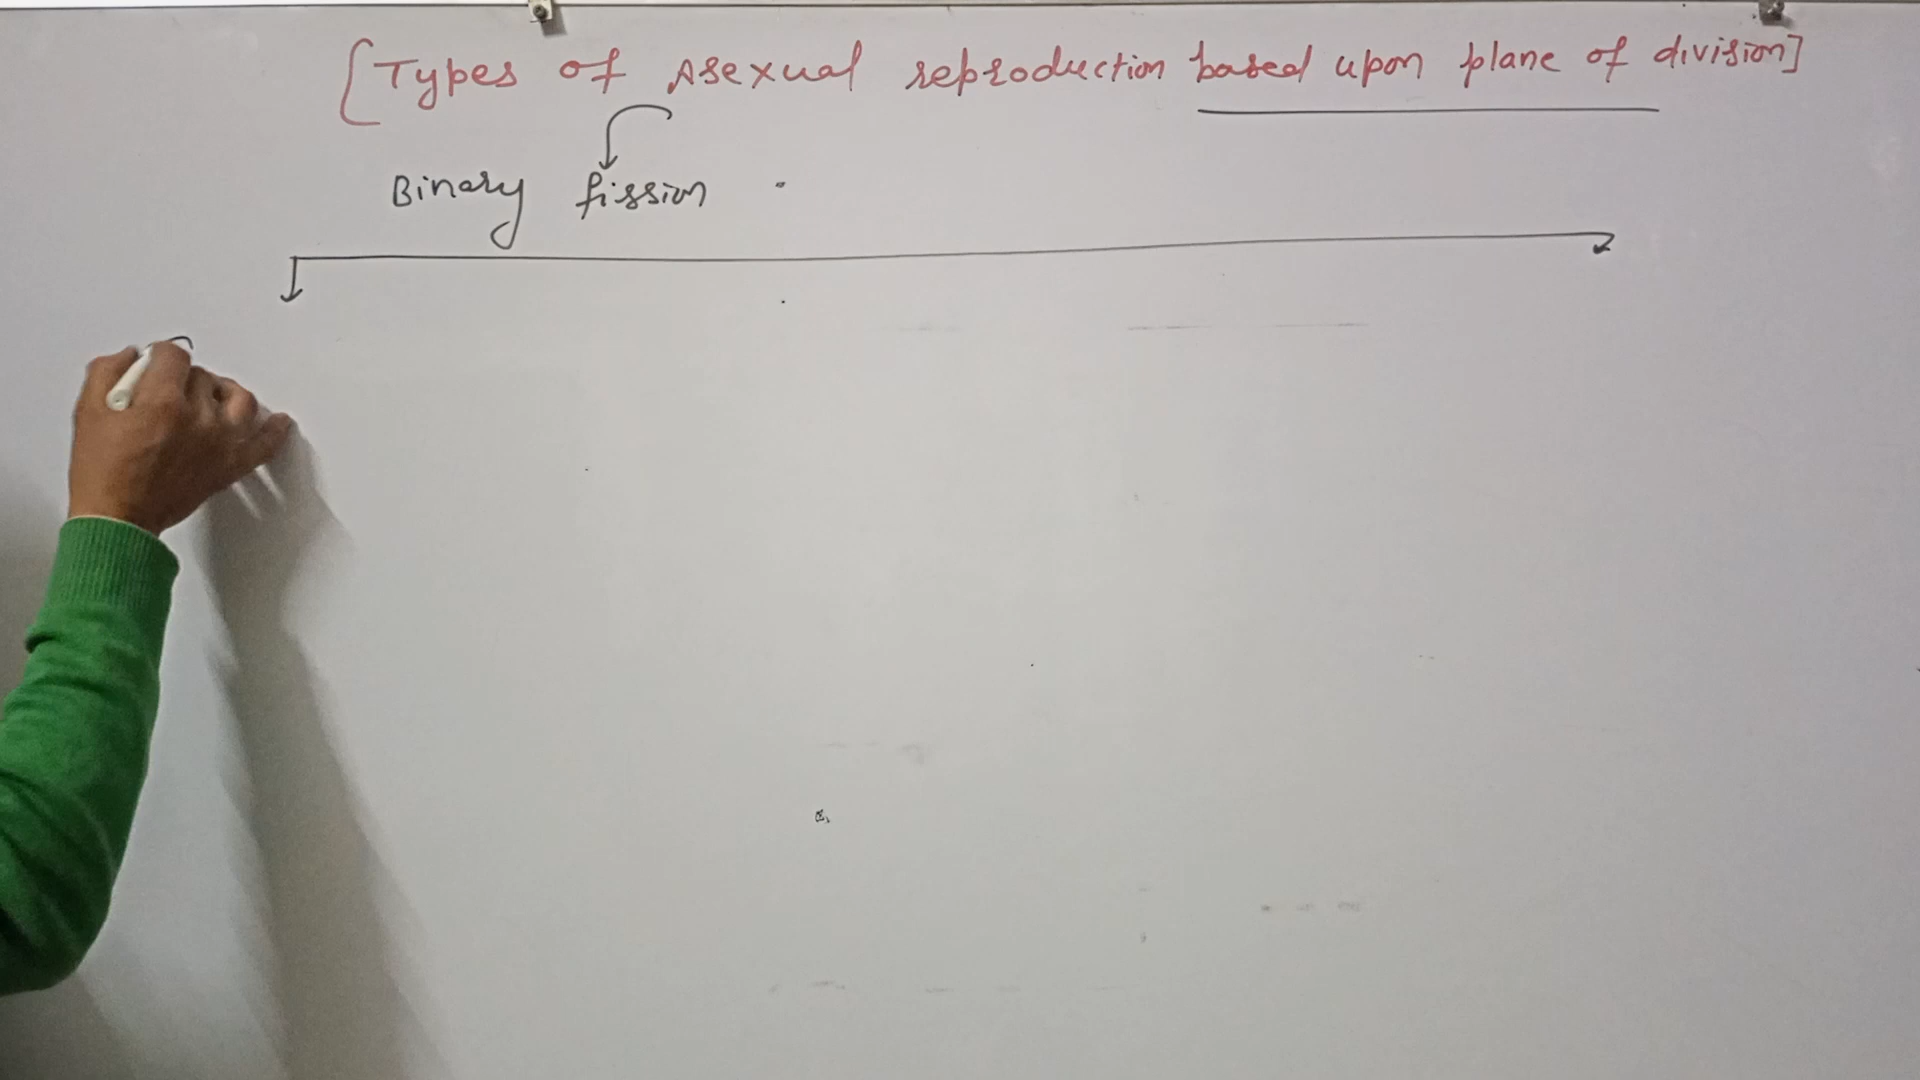 [Types of Asexual reproduction based upon plane of division]
Binary fission